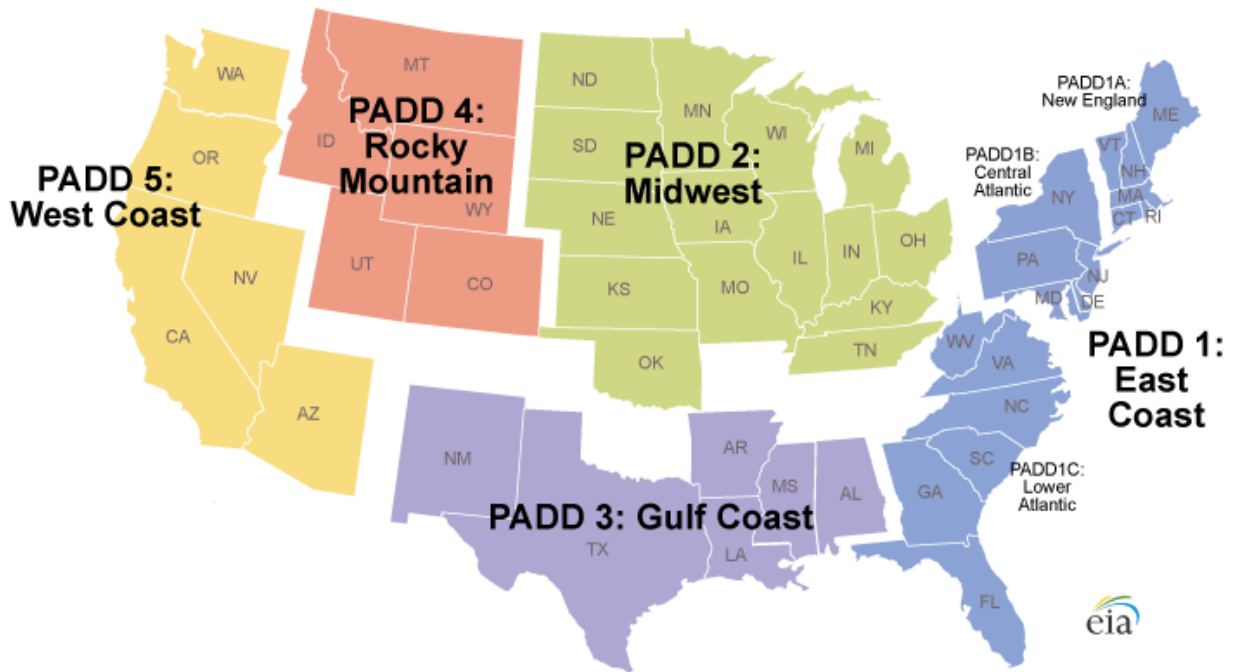 WA
MT
ND
MN
OR
ID
PADD 4:
Rocky
Mountain
WY
SD
WI
MI
PADD 2:
Midwest
PADD1A:
New England
ME
VT
NH
MA
CT
RI
PADD1B:
Central
Atlantic
NY
PADD 5:
West Coast
NV
UT
CO
NE
IA
KS
MO
IL
IN
OH
KY
TN
PA
NJ
MD
DE
CA
AZ
OK
WV
VA
NC
SC
GA
FL
PADD 1:
East
Coast
PADD1C:
Lower
Atlantic
NM
AR
MS
AL
PADD 3: Gulf Coast
TX
LA
eia